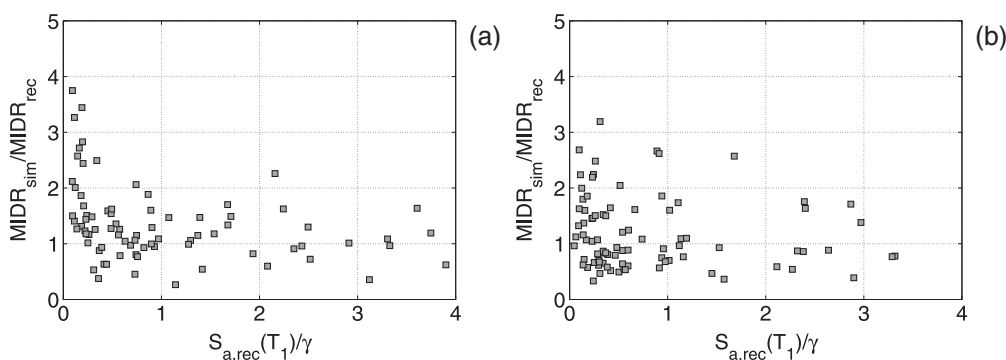 (a)
MIDR_sim/MIDR_rec
5
4
3
2
1
0
0 1 2 3 4
S_a,rec(T_1)/γ
(b)
MIDR_sim/MIDR_rec
5
4
3
2
1
0
0 1 2 3 4
S_a,rec(T_1)/γ